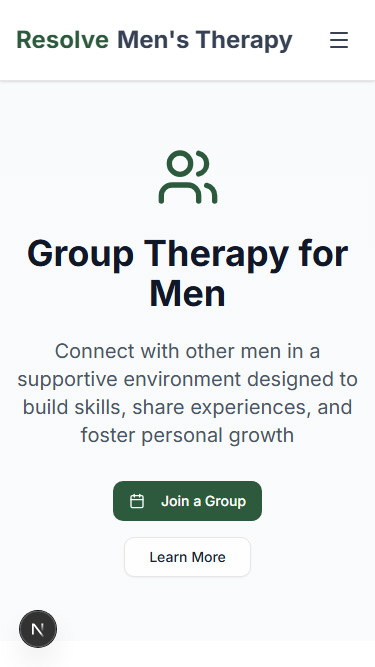 Resolve Men's Therapy
Group Therapy for
Men
Connect with other men in a
supportive environment designed to
build skills, share experiences, and
foster personal growth
Join a Group
Learn More
N